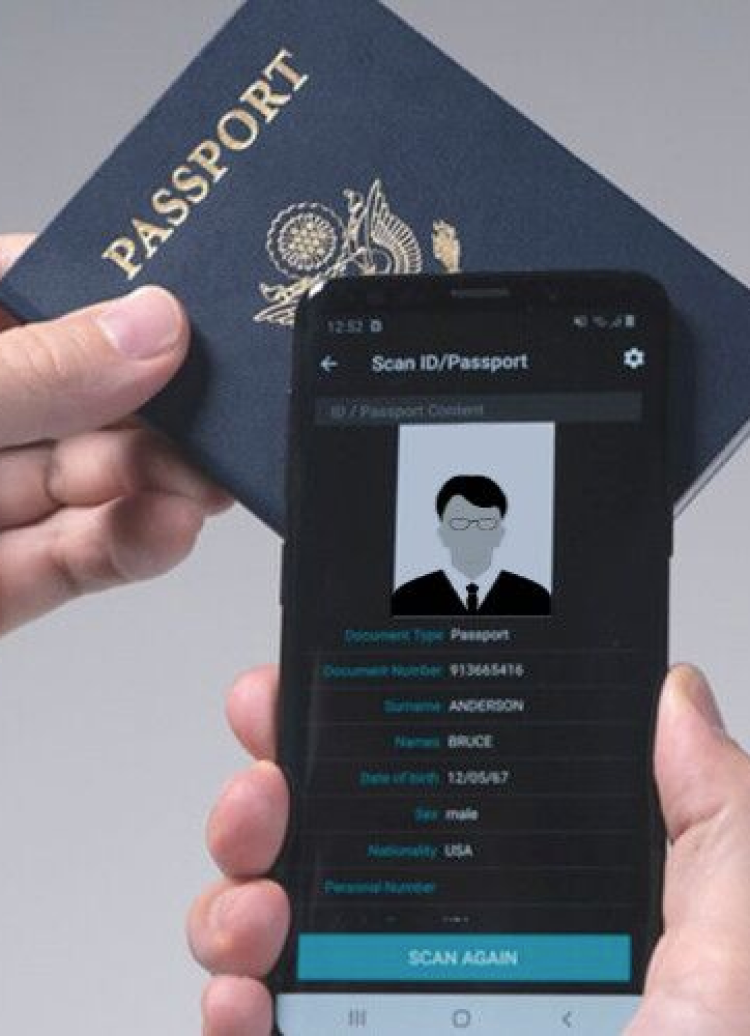 PASSPORT
12:52
Scan ID/Passport
ID / Passport Content
Document Type Passport
Document Number 913665416
Surname ANDERSON
Names BRUCE
Date of birth 12/05/67
Sex male
Nationality USA
Personal Number
SCAN AGAIN